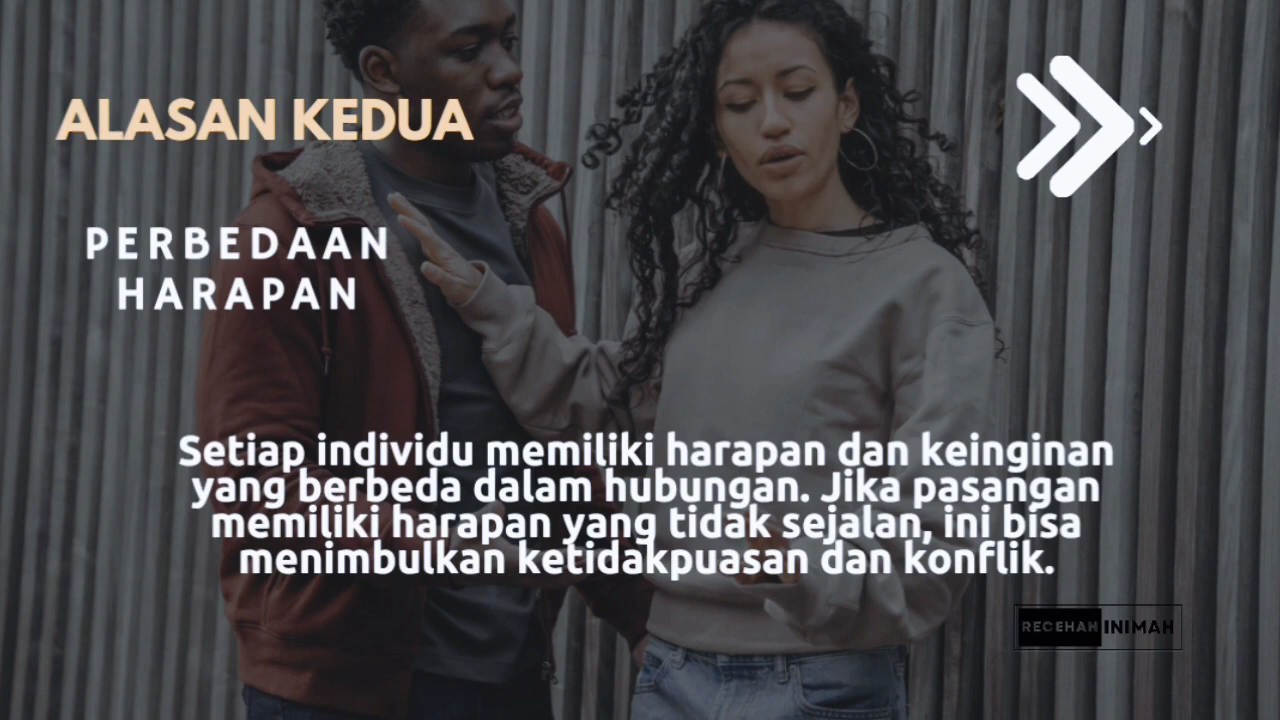 ALASAN KEDUA
PERBEDAAN
HARAPAN
Setiap individu memiliki harapan dan keinginan
yang berbeda dalam hubungan. Jika pasangan
memiliki harapan yang tidak sejalan, ini bisa
menimbulkan ketidakpuasan dan konflik.
RECEHAN INIMAH